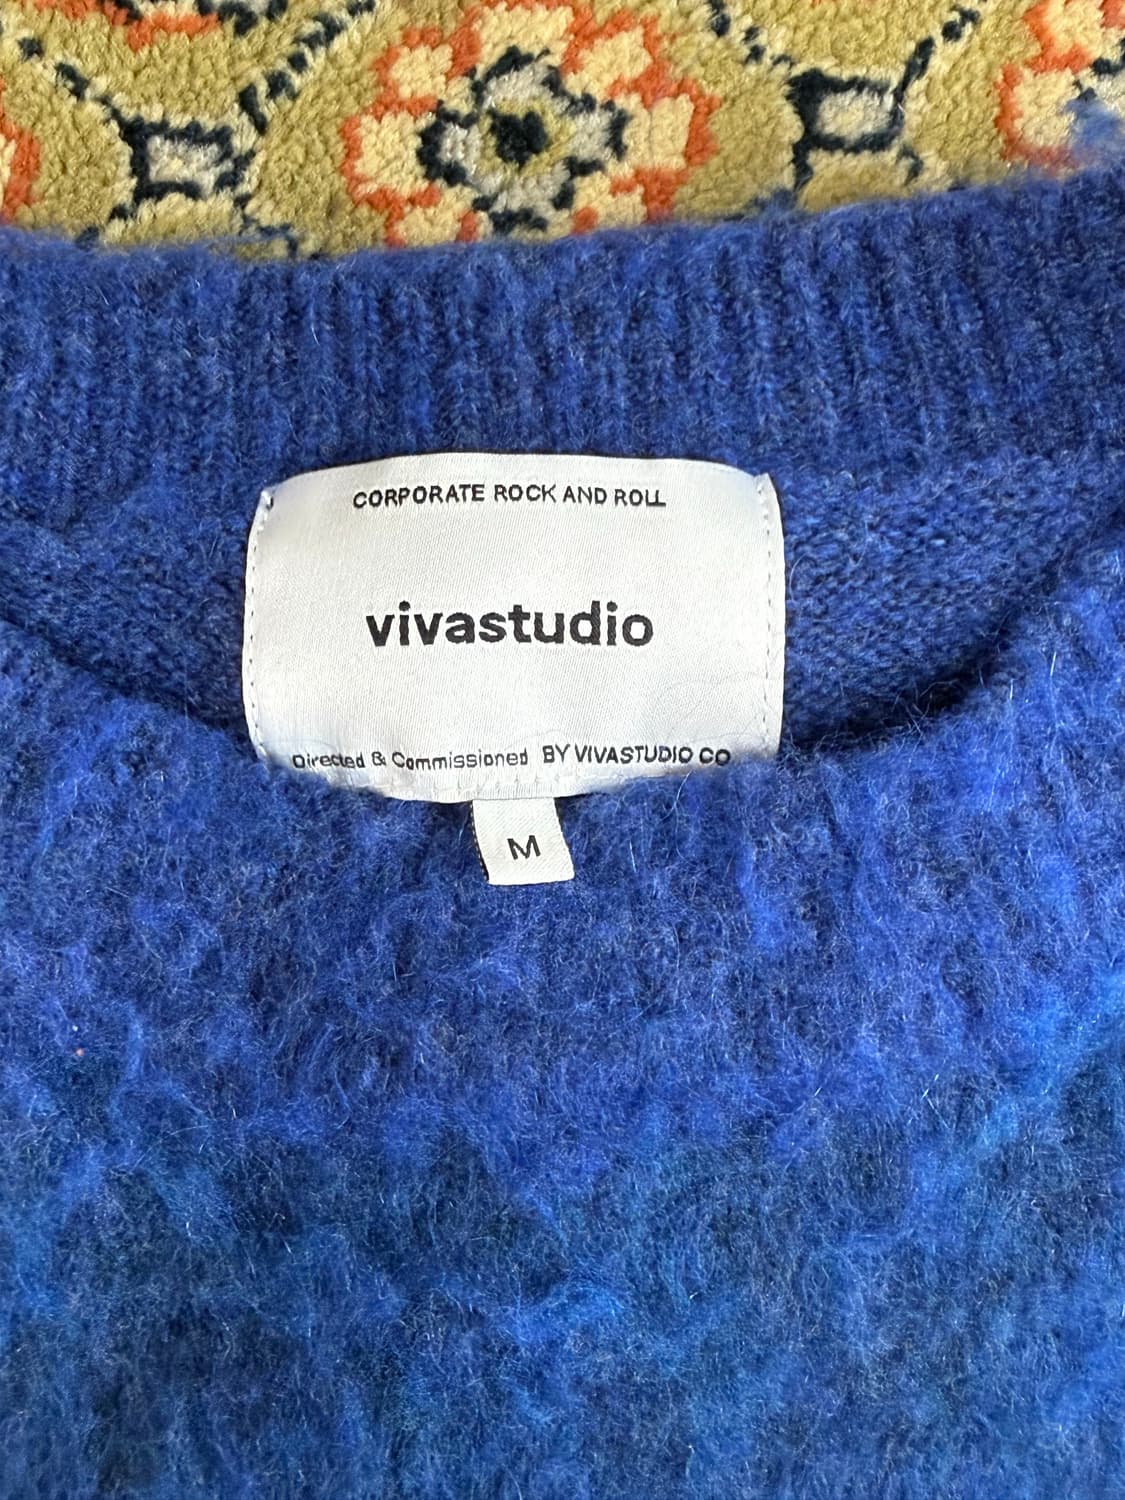 CORPORATE ROCK AND ROLL
vivastudio
Directed & Commissioned BY VIVASTUDIO CO
M